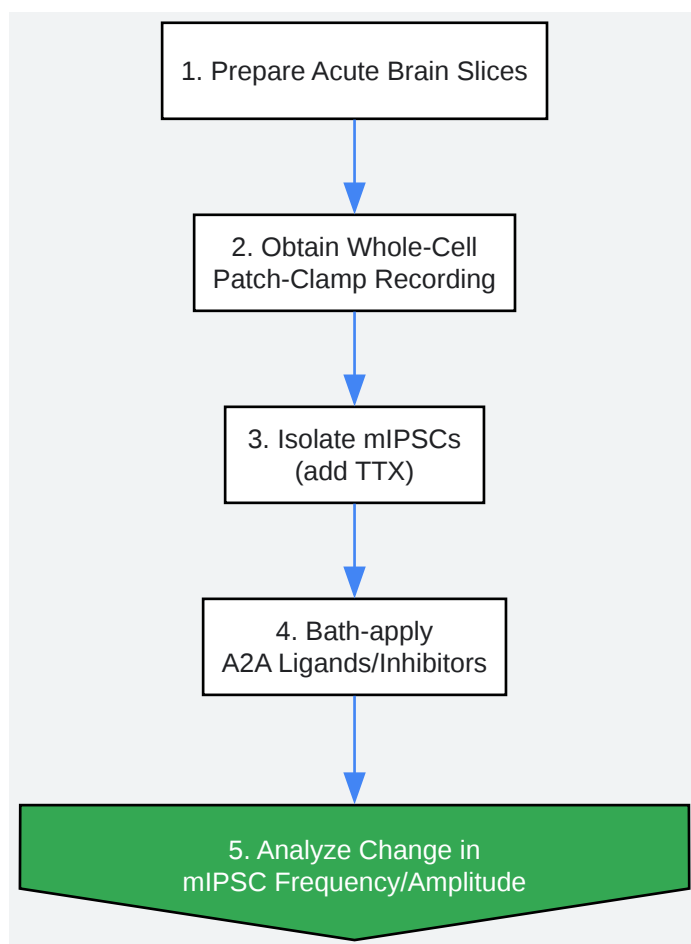 1. Prepare Acute Brain Slices
2. Obtain Whole-Cell
Patch-Clamp Recording
3. Isolate mIPSCs
(add TTX)
4. Bath-apply
A2A Ligands/Inhibitors
5. Analyze Change in
mIPSC Frequency/Amplitude